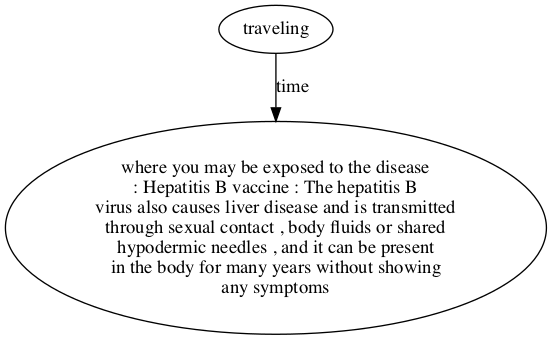 traveling
time
where you may be exposed to the disease
: Hepatitis B vaccine : The hepatitis B
virus also causes liver disease and is transmitted
through sexual contact , body fluids or shared
hypodermic needles , and it can be present
in the body for many years without showing
any symptoms